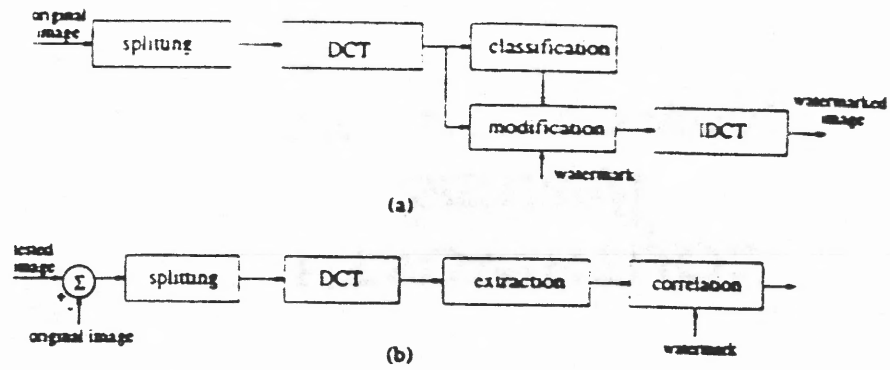 original
image
splitting
DCT
classification
modification
IDCT
watermarked
image
watermark
(a)
tested
image
Σ
+
-
splitting
DCT
extraction
correlation
original image
watermark
(b)